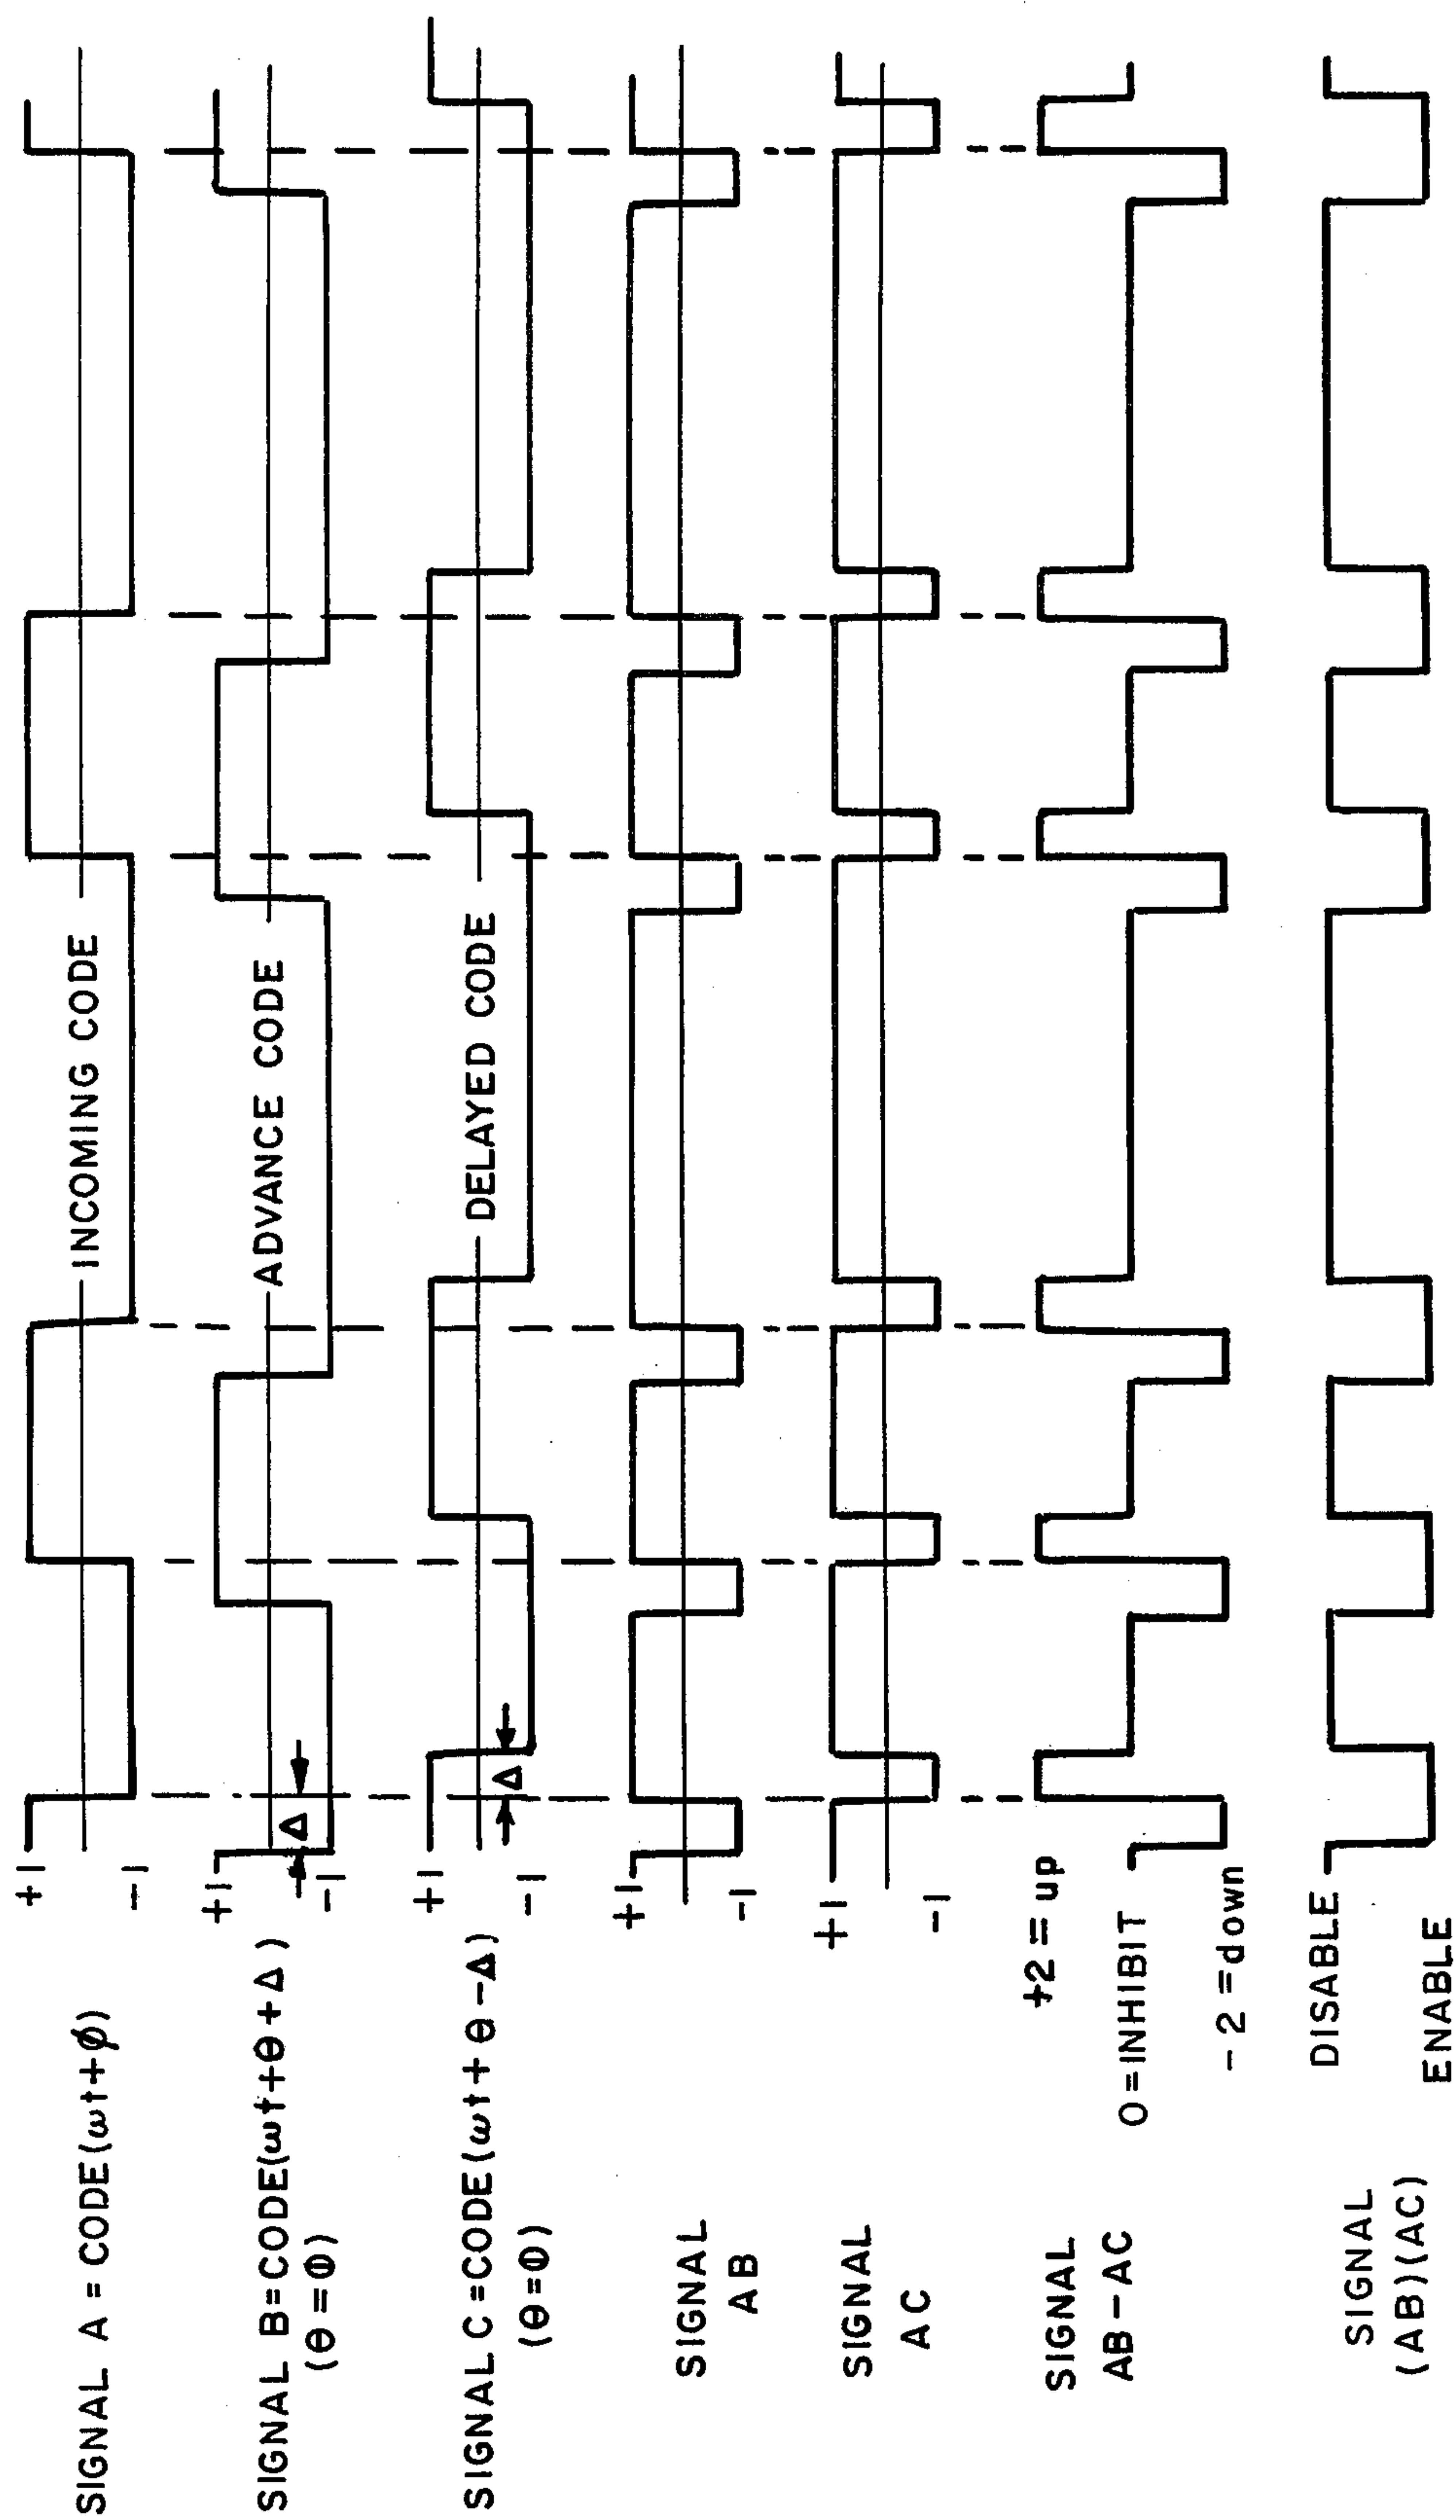 SIGNAL A = CODE(ωt+ϕ)
+1
-1
INCOMING CODE
SIGNAL B=CODE(ωt+θ+Δ)
(θ=Φ)
+1
-1
Δ
ADVANCE CODE
SIGNAL C=CODE(ωt+θ-Δ)
(θ=Φ)
+1
-1
Δ
DELAYED CODE
SIGNAL
AB
+1
-1
SIGNAL
AC
+1
-1
SIGNAL
AB-AC
+2=up
0=INHIBIT
-2=down
SIGNAL
(AB)(AC)
DISABLE
ENABLE